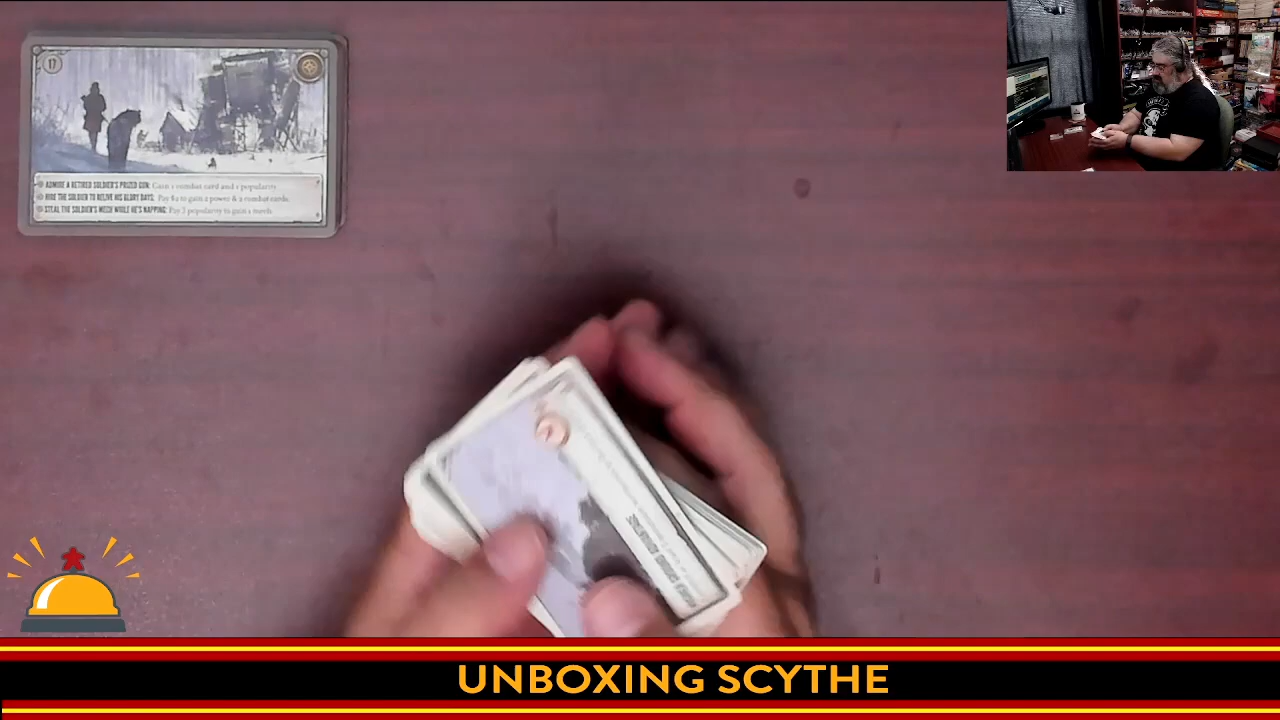 17
ADMIRE A RETIRED SOLDIER'S PRIZED GUN: Gain 1 combat card and 1 popularity.
HIRE THE SOLDIER TO RELIVE HIS GLORY DAYS: Pay $2 to gain 2 power & 2 combat cards.
STEAL THE SOLDIER'S MECH WHILE HE'S NAPPING: Pay 3 popularity to gain 1 mech.
UNBOXING SCYTHE